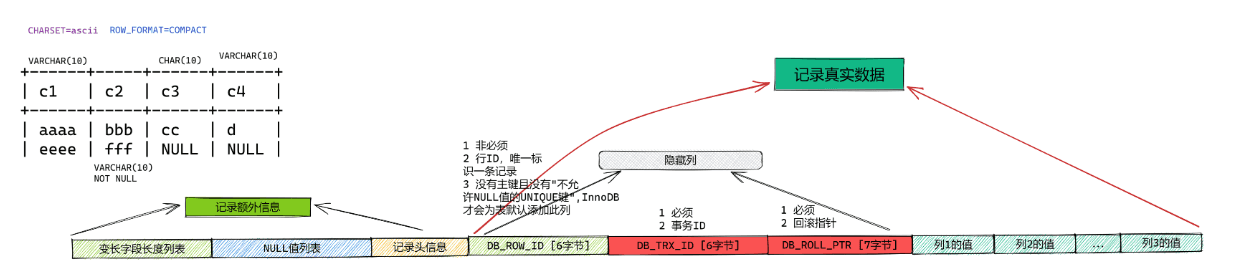 CHARSET=ascii ROW_FORMAT=COMPACT
VARCHAR(10) CHAR(10) VARCHAR(10)
+-------+-------+-------+-------+
| c1 | c2 | c3 | c4 |
+-------+-------+-------+-------+
| aaaa | bbb | cc | d |
| eeee | fff | NULL | NULL |
VARCHAR(10)
NOT NULL
记录真实数据
1 非必须
2 行ID，唯一标
识一条记录
3 没有主键且没有"不允
许NULL值的UNIQUE键",InnoDB
才会为表默认添加此列
隐藏列
1 必须
2 事务ID
1 必须
2 回滚指针
记录额外信息
变长字段长度列表 NULL值列表 记录头信息 DB_ROW_ID [6字节] DB_TRX_ID [6字节] DB_ROLL_PTR [7字节] 列1的值 列2的值 ... 列3的值